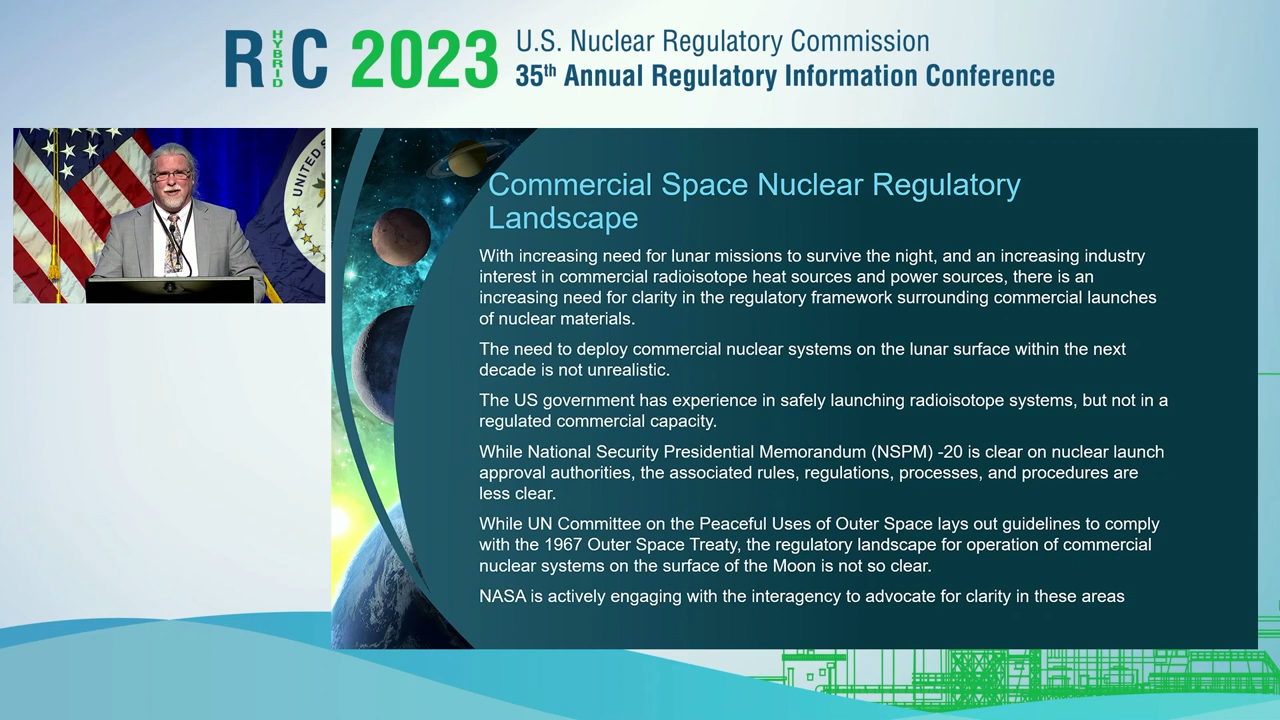 RIC 2023
HYBRID
U.S. Nuclear Regulatory Commission
35th Annual Regulatory Information Conference
UNITED S
Commercial Space Nuclear Regulatory
Landscape
With increasing need for lunar missions to survive the night, and an increasing industry
interest in commercial radioisotope heat sources and power sources, there is an
increasing need for clarity in the regulatory framework surrounding commercial launches
of nuclear materials.
The need to deploy commercial nuclear systems on the lunar surface within the next
decade is not unrealistic.
The US government has experience in safely launching radioisotope systems, but not in a
regulated commercial capacity.
While National Security Presidential Memorandum (NSPM) -20 is clear on nuclear launch
approval authorities, the associated rules, regulations, processes, and procedures are
less clear.
While UN Committee on the Peaceful Uses of Outer Space lays out guidelines to comply
with the 1967 Outer Space Treaty, the regulatory landscape for operation of commercial
nuclear systems on the surface of the Moon is not so clear.
NASA is actively engaging with the interagency to advocate for clarity in these areas